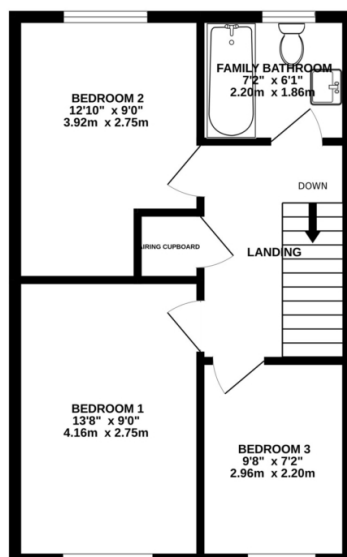 FAMILY BATHROOM
7'2" x 6'1"
2.20m x 1.86m
BEDROOM 2
12'10" x 9'0"
3.92m x 2.75m
DOWN
IRING CUPBOARD
LANDING
BEDROOM 1
13'8" x 9'0"
4.16m x 2.75m
BEDROOM 3
9'8" x 7'2"
2.96m x 2.20m